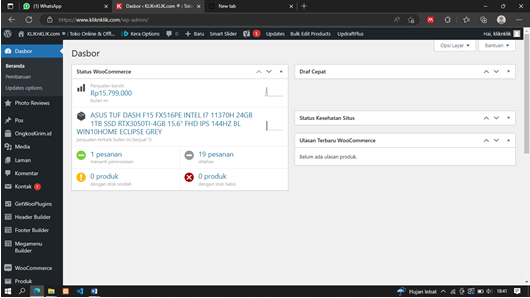 (1) WhatsApp
Dasbor ‹ KLIKnKLIK.com ® : Toko
New tab
https://www.kliknklik.com/wp-admin/
KLIKnKLIK.com ® : Toko Online & Offl...
Kera Options
Baru
Smart Slider
Updates
Bulk Edit Products
UpdraftPlus
Hai, kliknklik
Dasbor
Beranda
Pembaruan
Updates options
Photo Reviews
Pos
OngkosKirim.id
Media
Laman
Komentar
Kontak 1
GetWooPlugins
Header Builder
Footer Builder
Megamenu
Builder
WooCommerce
Produk
Opsi Layar
Bantuan
Dasbor
Status WooCommerce
Penjualan bersih
Rp15.799.000
bulan ini
ASUS TUF DASH F15 FX516PE INTEL I7 11370H 24GB
1TB SSD RTX3050TI-4GB 15.6" FHD IPS 144HZ BL
WIN10HOME ECLIPSE GREY
penjualan terbaik bulan ini (terjual 1)
1 pesanan
menanti pemrosesan
19 pesanan
ditahan
0 produk
dengan stok rendah
0 produk
dengan stok habis
Draf Cepat
Status Kesehatan Situs
Ulasan Terbaru WooCommerce
Belum ada ulasan produk.
Hujan lebat
18:41